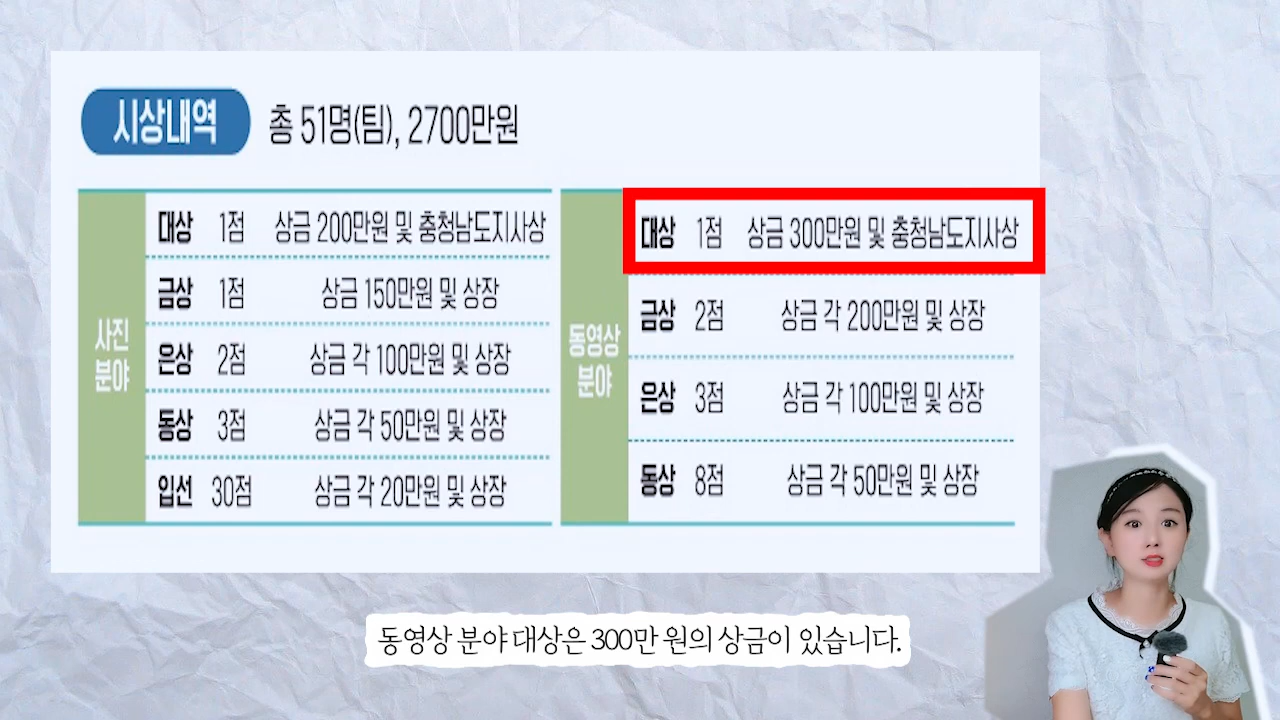 시상내역 총 51명(팀), 2700만원
사진
분야
대상 1점 상금 200만원 및 충청남도지사상
금상 1점 상금 150만원 및 상장
은상 2점 상금 각 100만원 및 상장
동상 3점 상금 각 50만원 및 상장
입선 30점 상금 각 20만원 및 상장
동영상
분야
대상 1점 상금 300만원 및 충청남도지사상
금상 2점 상금 각 200만원 및 상장
은상 3점 상금 각 100만원 및 상장
동상 8점 상금 각 50만원 및 상장
동영상 분야 대상은 300만 원의 상금이 있습니다.